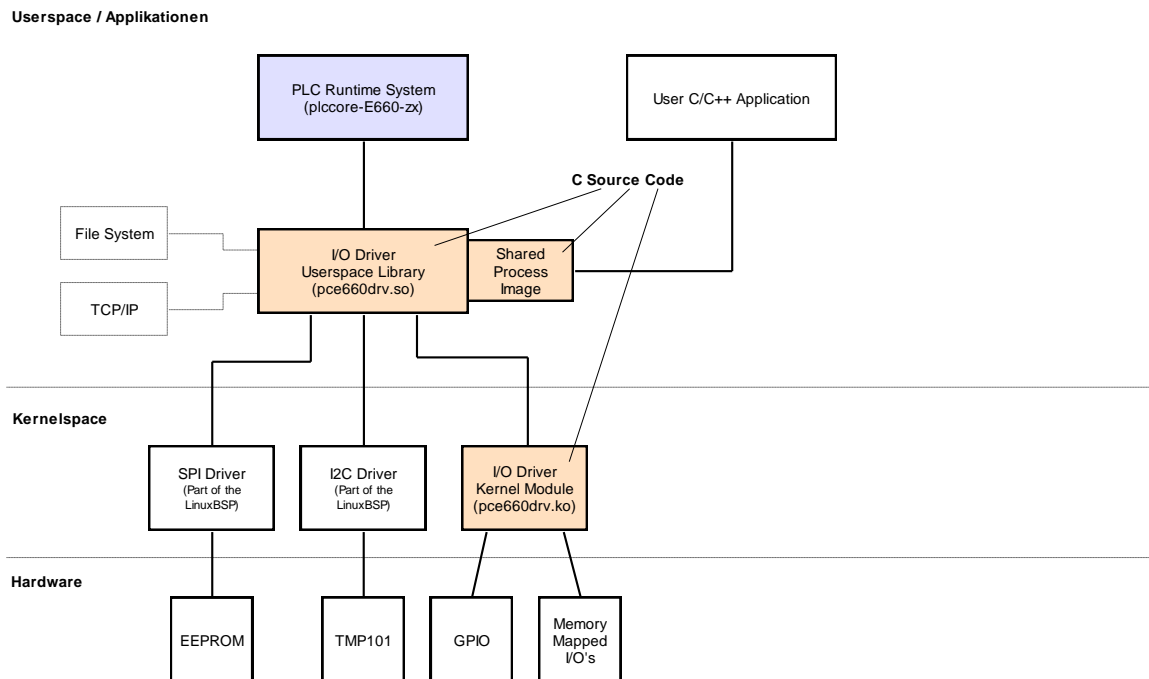 Userspace / Applikationen
PLC Runtime System
(plccore-E660-zx)
User C/C++ Application
C Source Code
File System
TCP/IP
I/O Driver
Userspace Library
(pce660drv.so)
Shared
Process
Image
Kernelspace
SPI Driver
(Part of the
LinuxBSP)
I2C Driver
(Part of the
LinuxBSP)
I/O Driver
Kernel Module
(pce660drv.ko)
Hardware
EEPROM
TMP101
GPIO
Memory
Mapped
I/O's